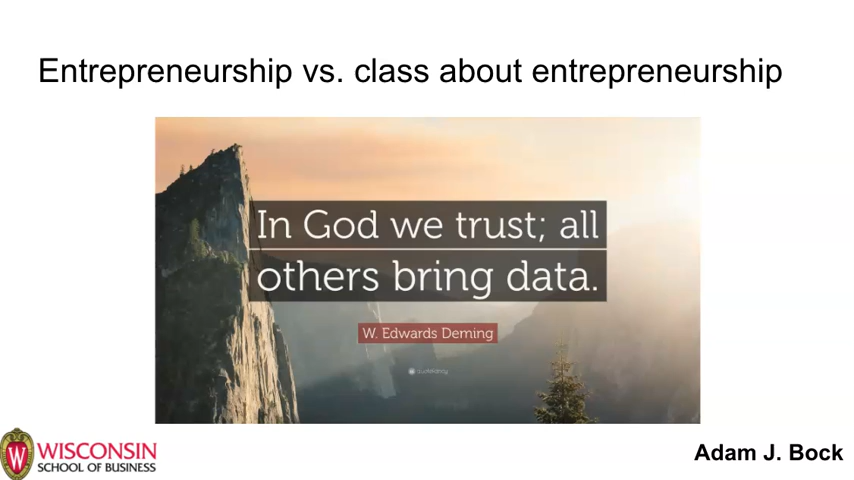 Entrepreneurship vs. class about entrepreneurship
In God we trust; all
others bring data.
W. Edwards Deming
W
WISCONSIN
SCHOOL OF BUSINESS
Adam J. Bock